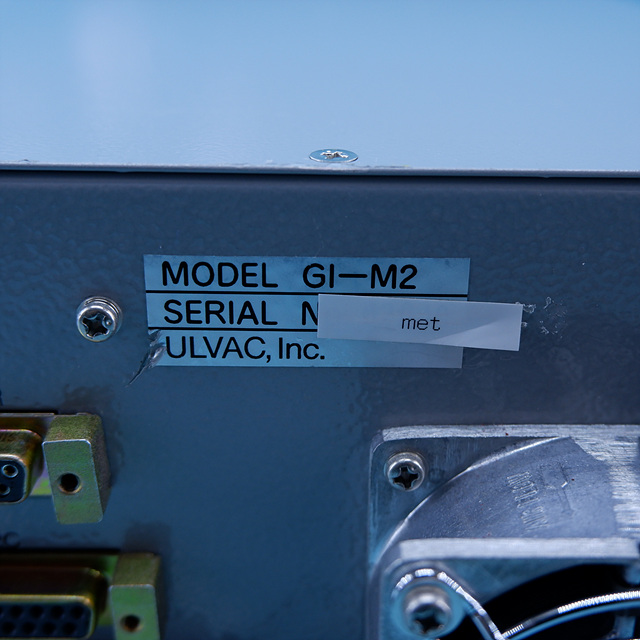 MODEL GI-M2
SERIAL N
met
ULVAC, Inc.